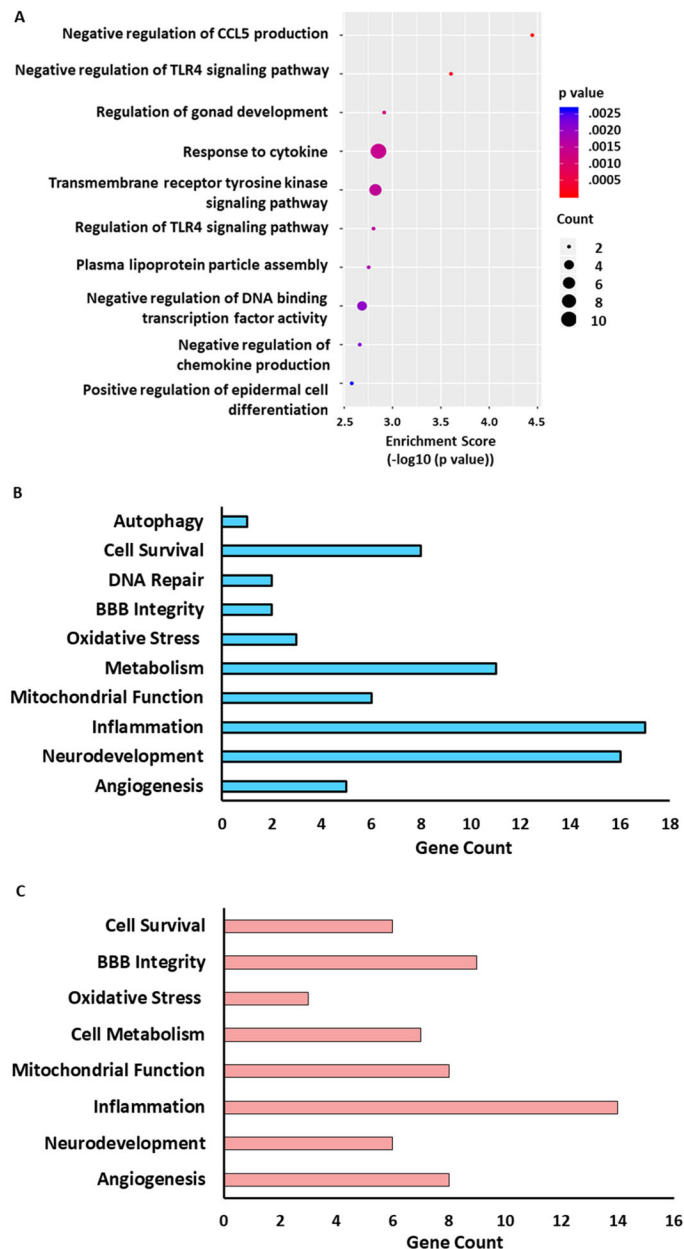 A
Negative regulation of CCL5 production
Negative regulation of TLR4 signaling pathway
Regulation of gonad development
Response to cytokine
Transmembrane receptor tyrosine kinase
signaling pathway
Regulation of TLR4 signaling pathway
Plasma lipoprotein particle assembly
Negative regulation of DNA binding
transcription factor activity
Negative regulation of
chemokine production
Positive regulation of epidermal cell
differentiation
2.5 3.0 3.5 4.0 4.5
Enrichment Score
(-log10 (p value))
p value
.0025
.0020
.0015
.0010
.0005
Count
2
4
6
8
10
B
Autophagy
Cell Survival
DNA Repair
BBB Integrity
Oxidative Stress
Metabolism
Mitochondrial Function
Inflammation
Neurodevelopment
Angiogenesis
0 2 4 6 8 10 12 14 16 18
Gene Count
C
Cell Survival
BBB Integrity
Oxidative Stress
Cell Metabolism
Mitochondrial Function
Inflammation
Neurodevelopment
Angiogenesis
0 2 4 6 8 10 12 14 16
Gene Count